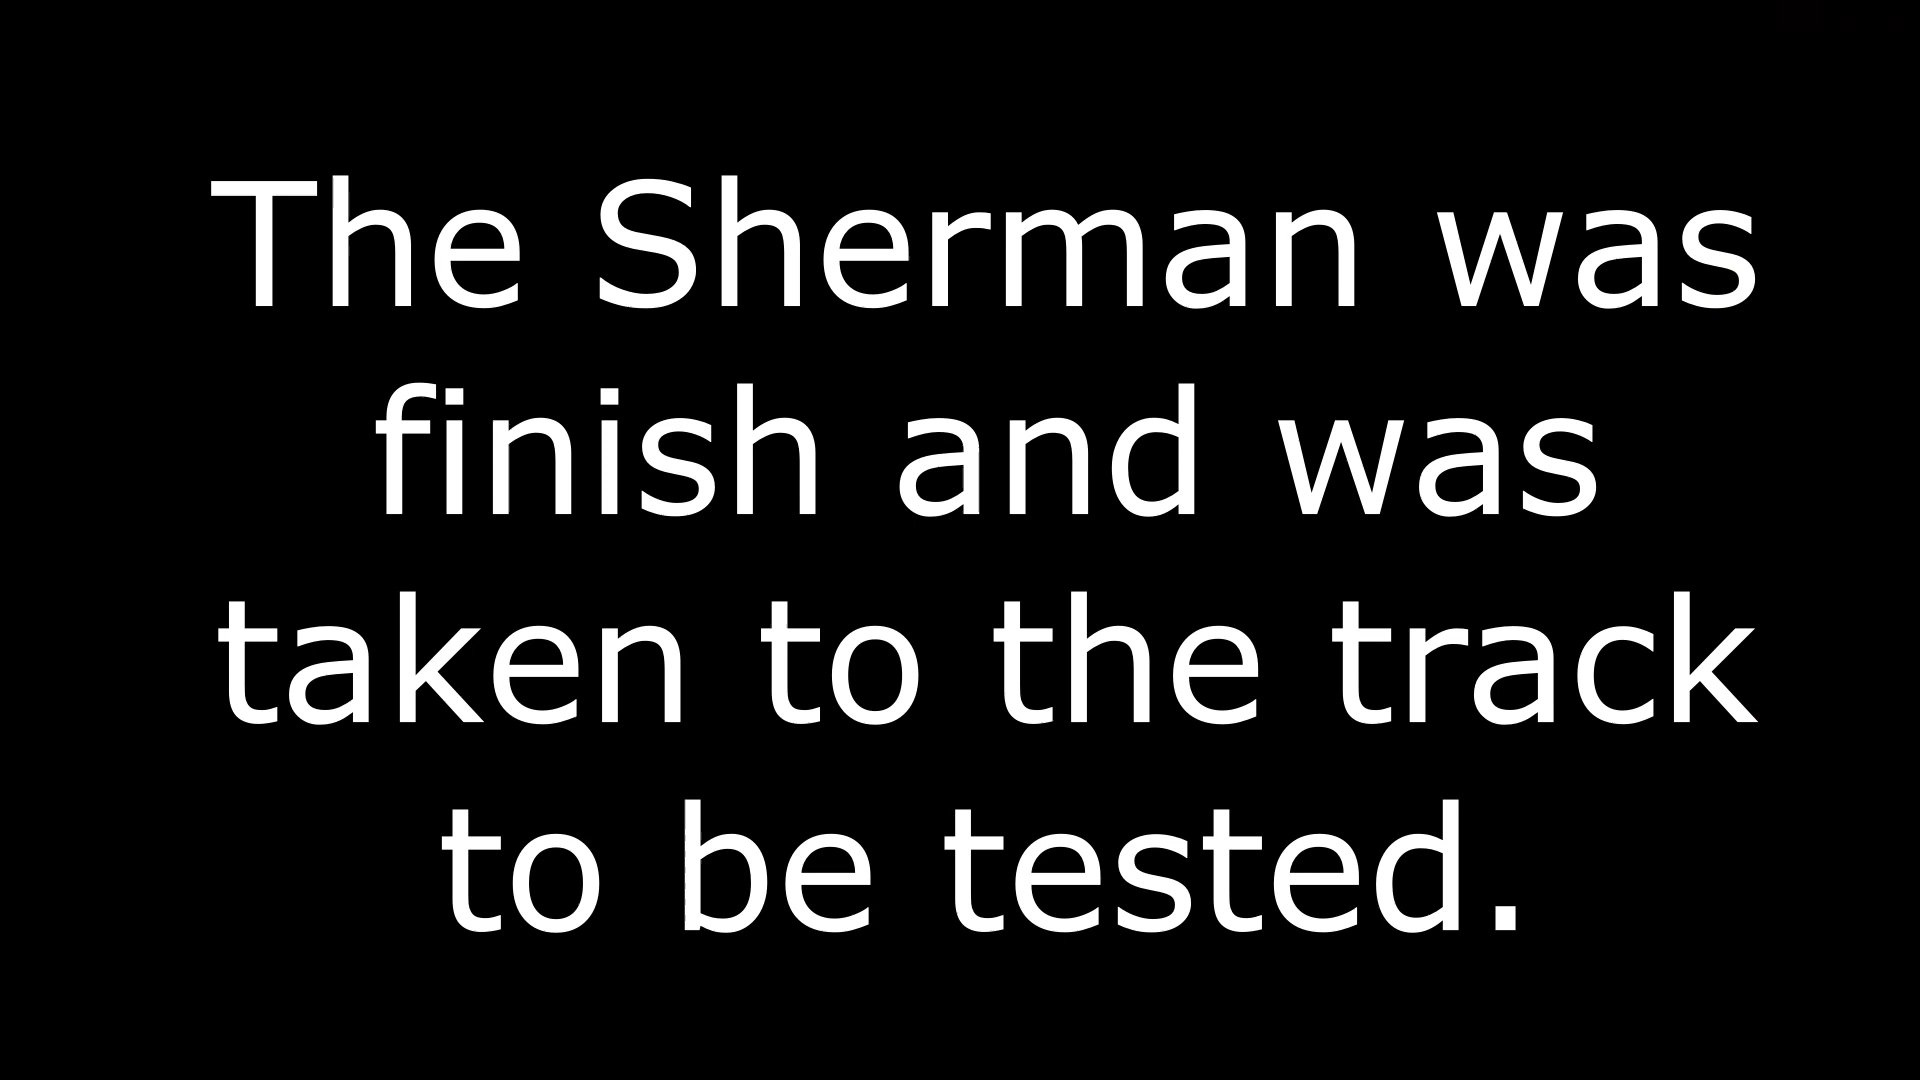 The Sherman was
finish and was
taken to the track
to be tested.